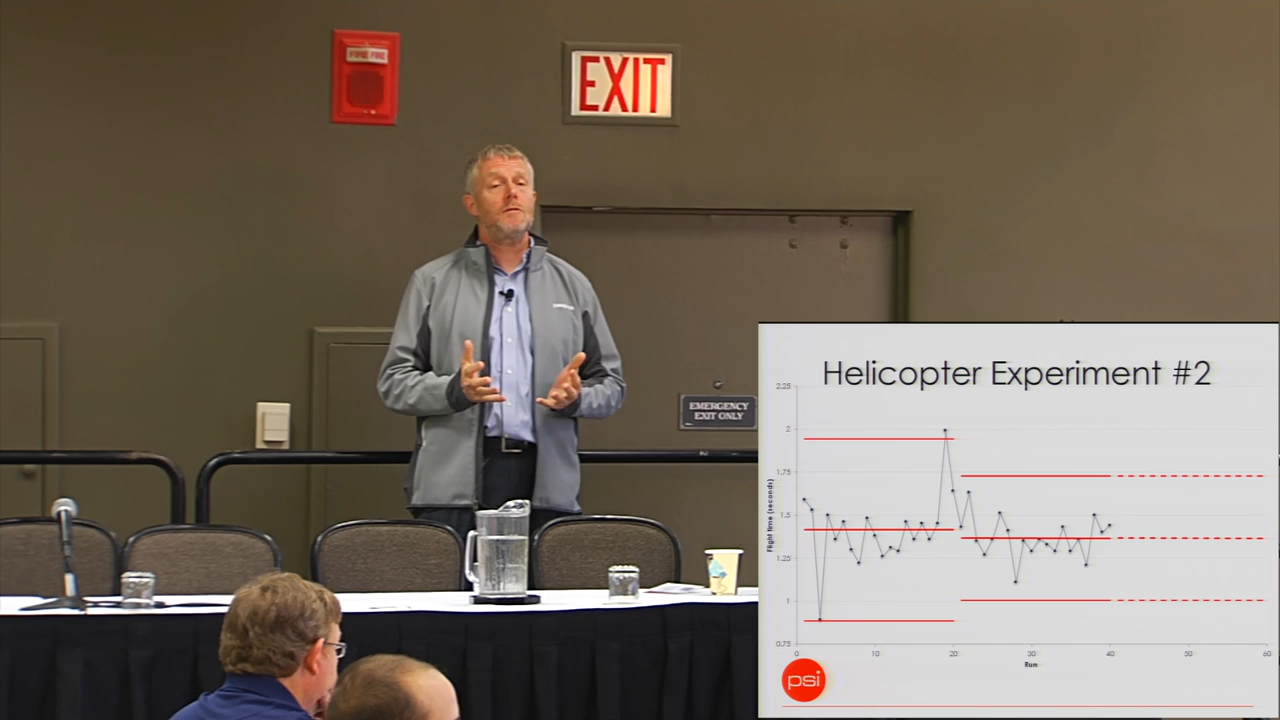 FIRE FIRE
EXIT
EMERGENCY
EXIT ONLY
Helicopter Experiment #2
2.25
2
1.75
1.5
1.25
1
0.75
Flight time (seconds)
0
10
20
30
40
50
60
Run
psi